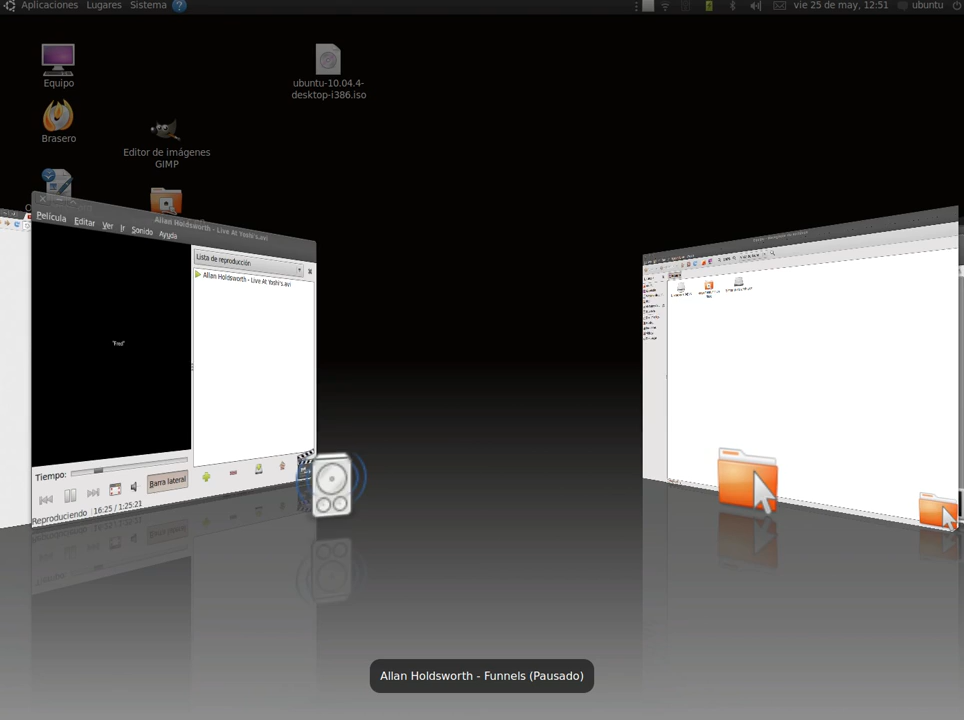 Aplicaciones Lugares Sistema
vie 25 de may, 12:51 ubuntu
Equipo
ubuntu-10.04.4-
desktop-i386.iso
Brasero
Editor de imágenes
GIMP
Allan Holdsworth - Live At Yoshi's.avi
Película Editar Ver Ir Sonido Ayuda
Lista de reproducción
Allan Holdsworth - Live At Yoshi's.avi
"Fred"
Tiempo:
Barra lateral
Reproduciendo 16:25 / 1:25:21
Allan Holdsworth - Funnels (Pausado)